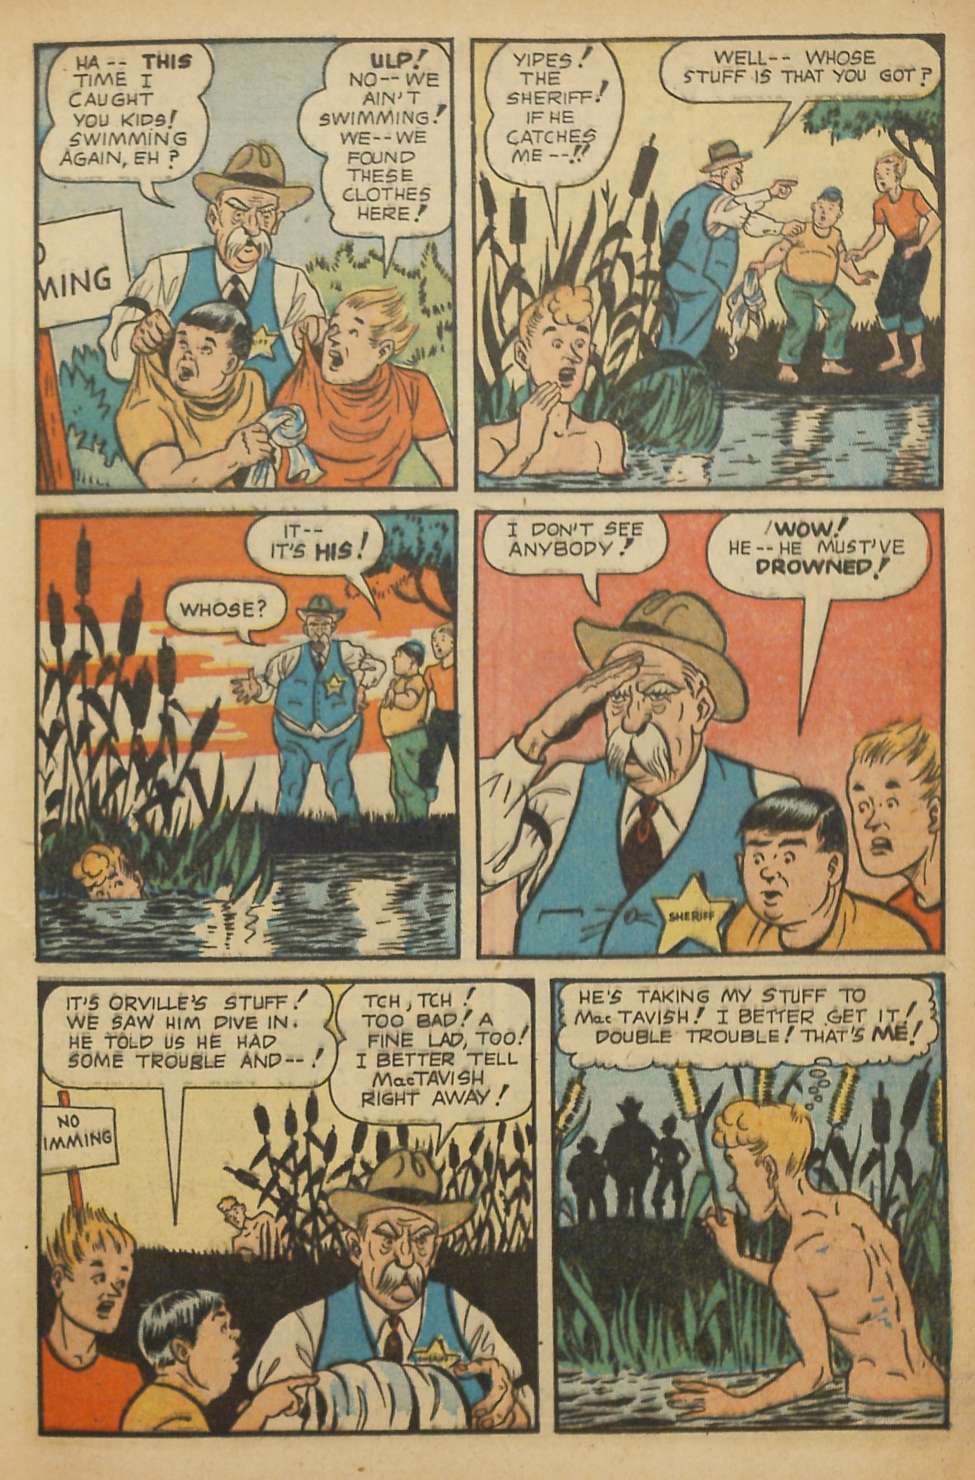 HA-- THIS
TIME I
CAUGHT
YOU KIDS!
SWIMMING
AGAIN, EH?
ULP!
NO--WE
AIN'T
SWIMMING!
WE--WE
FOUND
THESE
CLOTHES
HERE!
MING
YIPES!
THE
SHERIFF!
IF HE
CATCHES
ME--!!
WELL-- WHOSE
STUFF IS THAT YOU GOT?
IT--
IT'S HIS!
WHOSE?
I DON'T SEE
ANYBODY!
WOW!
HE--HE MUST'VE
DROWNED!
SHERIFF
IT'S ORVILLE'S STUFF!
WE SAW HIM DIVE IN.
HE TOLD US HE HAD
SOME TROUBLE AND--!
TCH, TCH!
TOO BAD! A
FINE LAD, TOO!
I BETTER TELL
MacTAVISH
RIGHT AWAY!
NO
IMMING
SHERIFF
HE'S TAKING MY STUFF TO
MacTAVISH! I BETTER GET IT!
DOUBLE TROUBLE! THAT'S ME!